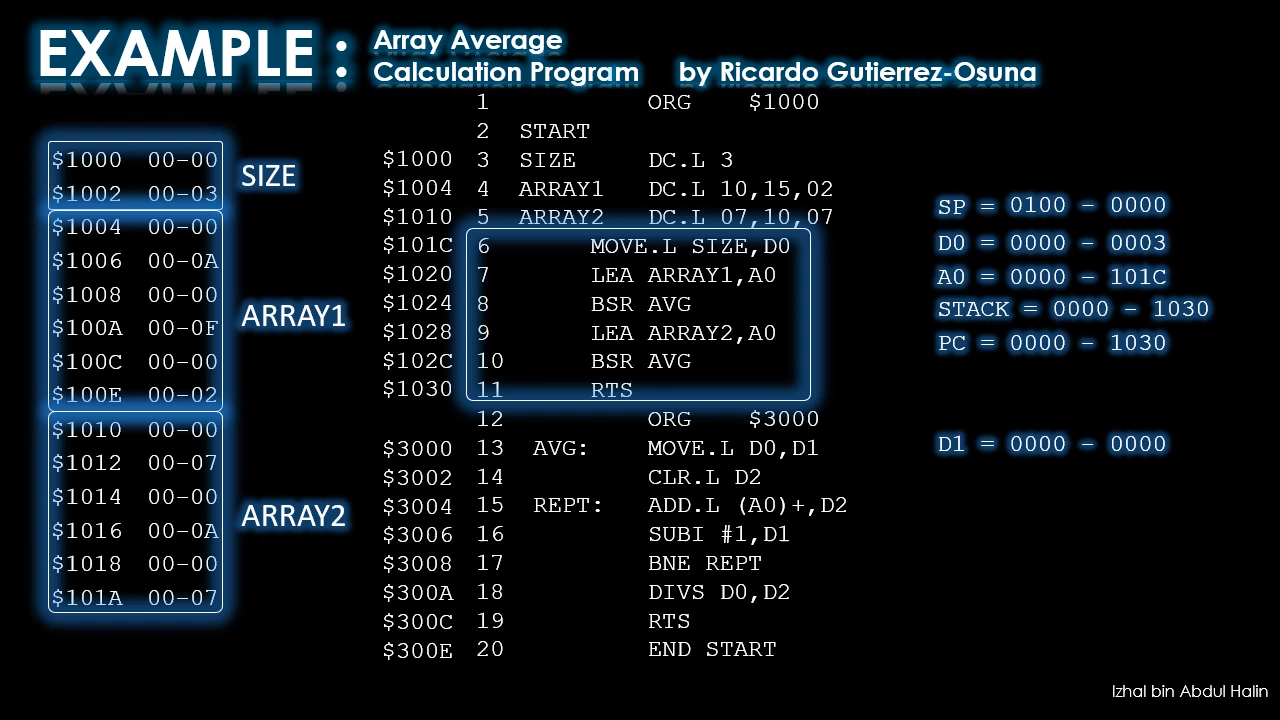 EXAMPLE :
Array Average
Calculation Program by Ricardo Gutierrez-Osuna
$1000 00-00
$1002 00-03
SIZE
$1004 00-00
$1006 00-0A
$1008 00-00
$100A 00-0F
$100C 00-00
$100E 00-02
ARRAY1
$1010 00-00
$1012 00-07
$1014 00-00
$1016 00-0A
$1018 00-00
$101A 00-07
ARRAY2
1 ORG $1000
2 START
$1000 3 SIZE DC.L 3
$1004 4 ARRAY1 DC.L 10,15,02
$1010 5 ARRAY2 DC.L 07,10,07
$101C 6 MOVE.L SIZE,D0
$1020 7 LEA ARRAY1,A0
$1024 8 BSR AVG
$1028 9 LEA ARRAY2,A0
$102C 10 BSR AVG
$1030 11 RTS
12 ORG $3000
$3000 13 AVG: MOVE.L D0,D1
$3002 14 CLR.L D2
$3004 15 REPT: ADD.L (A0)+,D2
$3006 16 SUBI #1,D1
$3008 17 BNE REPT
$300A 18 DIVS D0,D2
$300C 19 RTS
$300E 20 END START
SP = 0100 - 0000
D0 = 0000 - 0003
A0 = 0000 - 101C
STACK = 0000 - 1030
PC = 0000 - 1030
D1 = 0000 - 0000
Izhal bin Abdul Halin